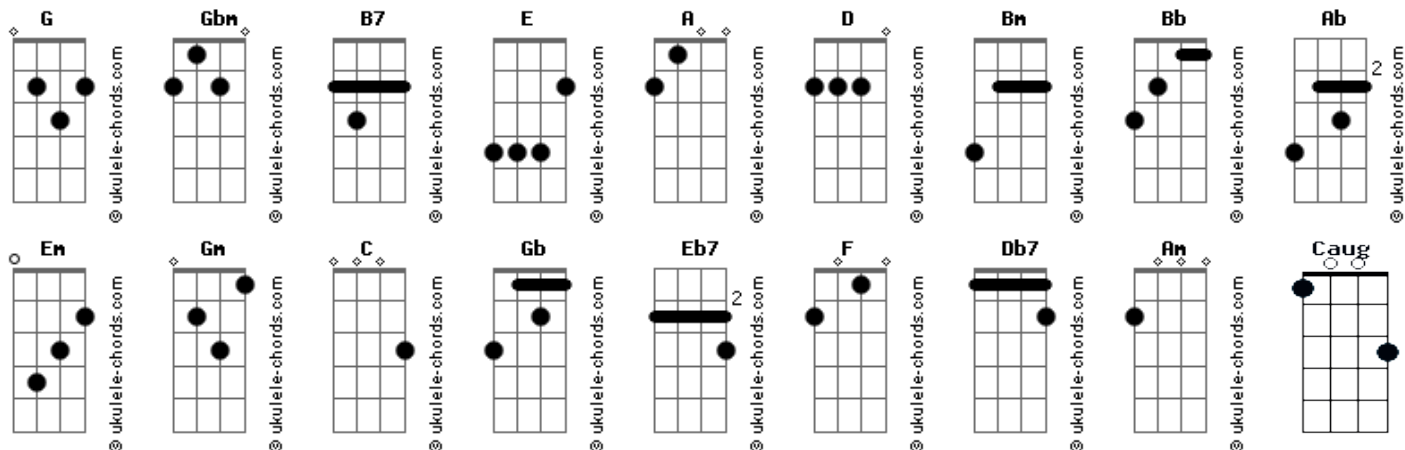 G Gbm B7 E A D Bm Bb Ab
© ukulele-chords.com © ukulele-chords.com © ukulele-chords.com © ukulele-chords.com © ukulele-chords.com © ukulele-chords.com © ukulele-chords.com © ukulele-chords.com 2 © ukulele-chords.com
Em Gm C Gb Eb7 F Db7 Am Caug
© ukulele-chords.com © ukulele-chords.com © ukulele-chords.com © ukulele-chords.com 2 © ukulele-chords.com © ukulele-chords.com © ukulele-chords.com © ukulele-chords.com